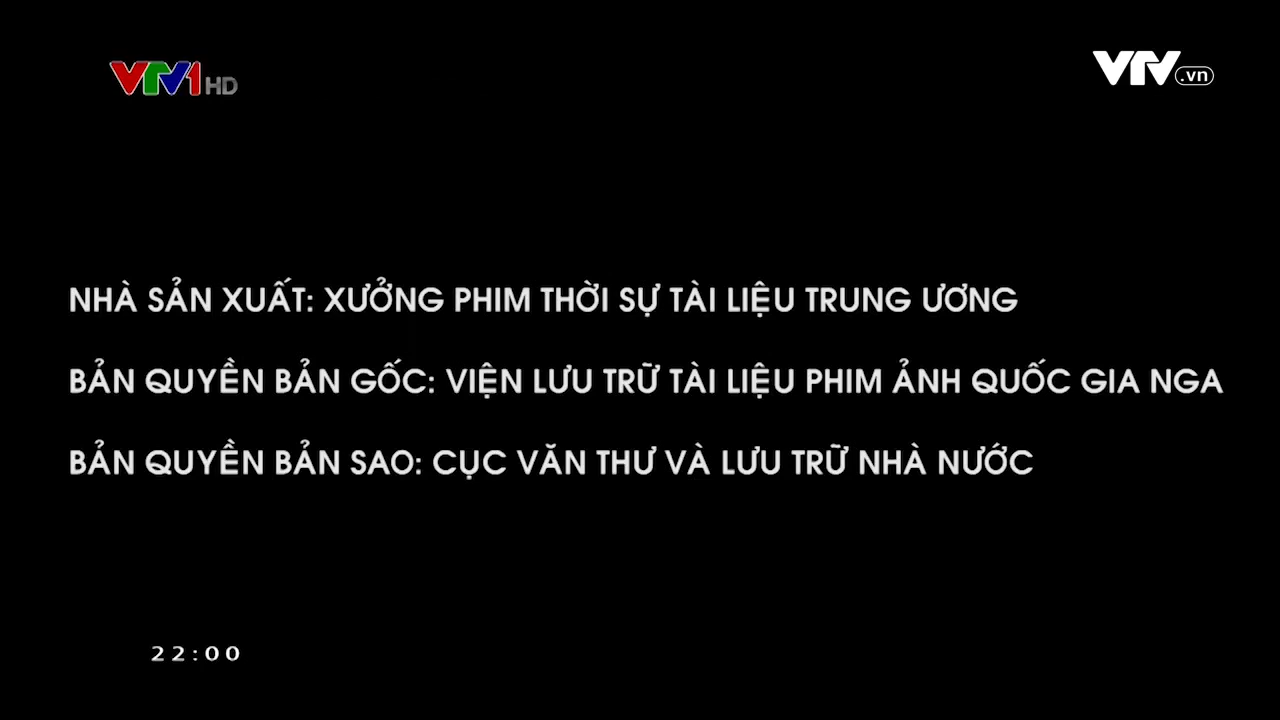 VTV1 HD
VTV.vn
NHÀ SẢN XUẤT: XƯỞNG PHIM THỜI SỰ TÀI LIỆU TRUNG ƯƠNG
BẢN QUYỀN BẢN GỐC: VIỆN LƯU TRỮ TÀI LIỆU PHIM ẢNH QUỐC GIA NGA
BẢN QUYỀN BẢN SAO: CỤC VĂN THƯ VÀ LƯU TRỮ NHÀ NƯỚC
22:00